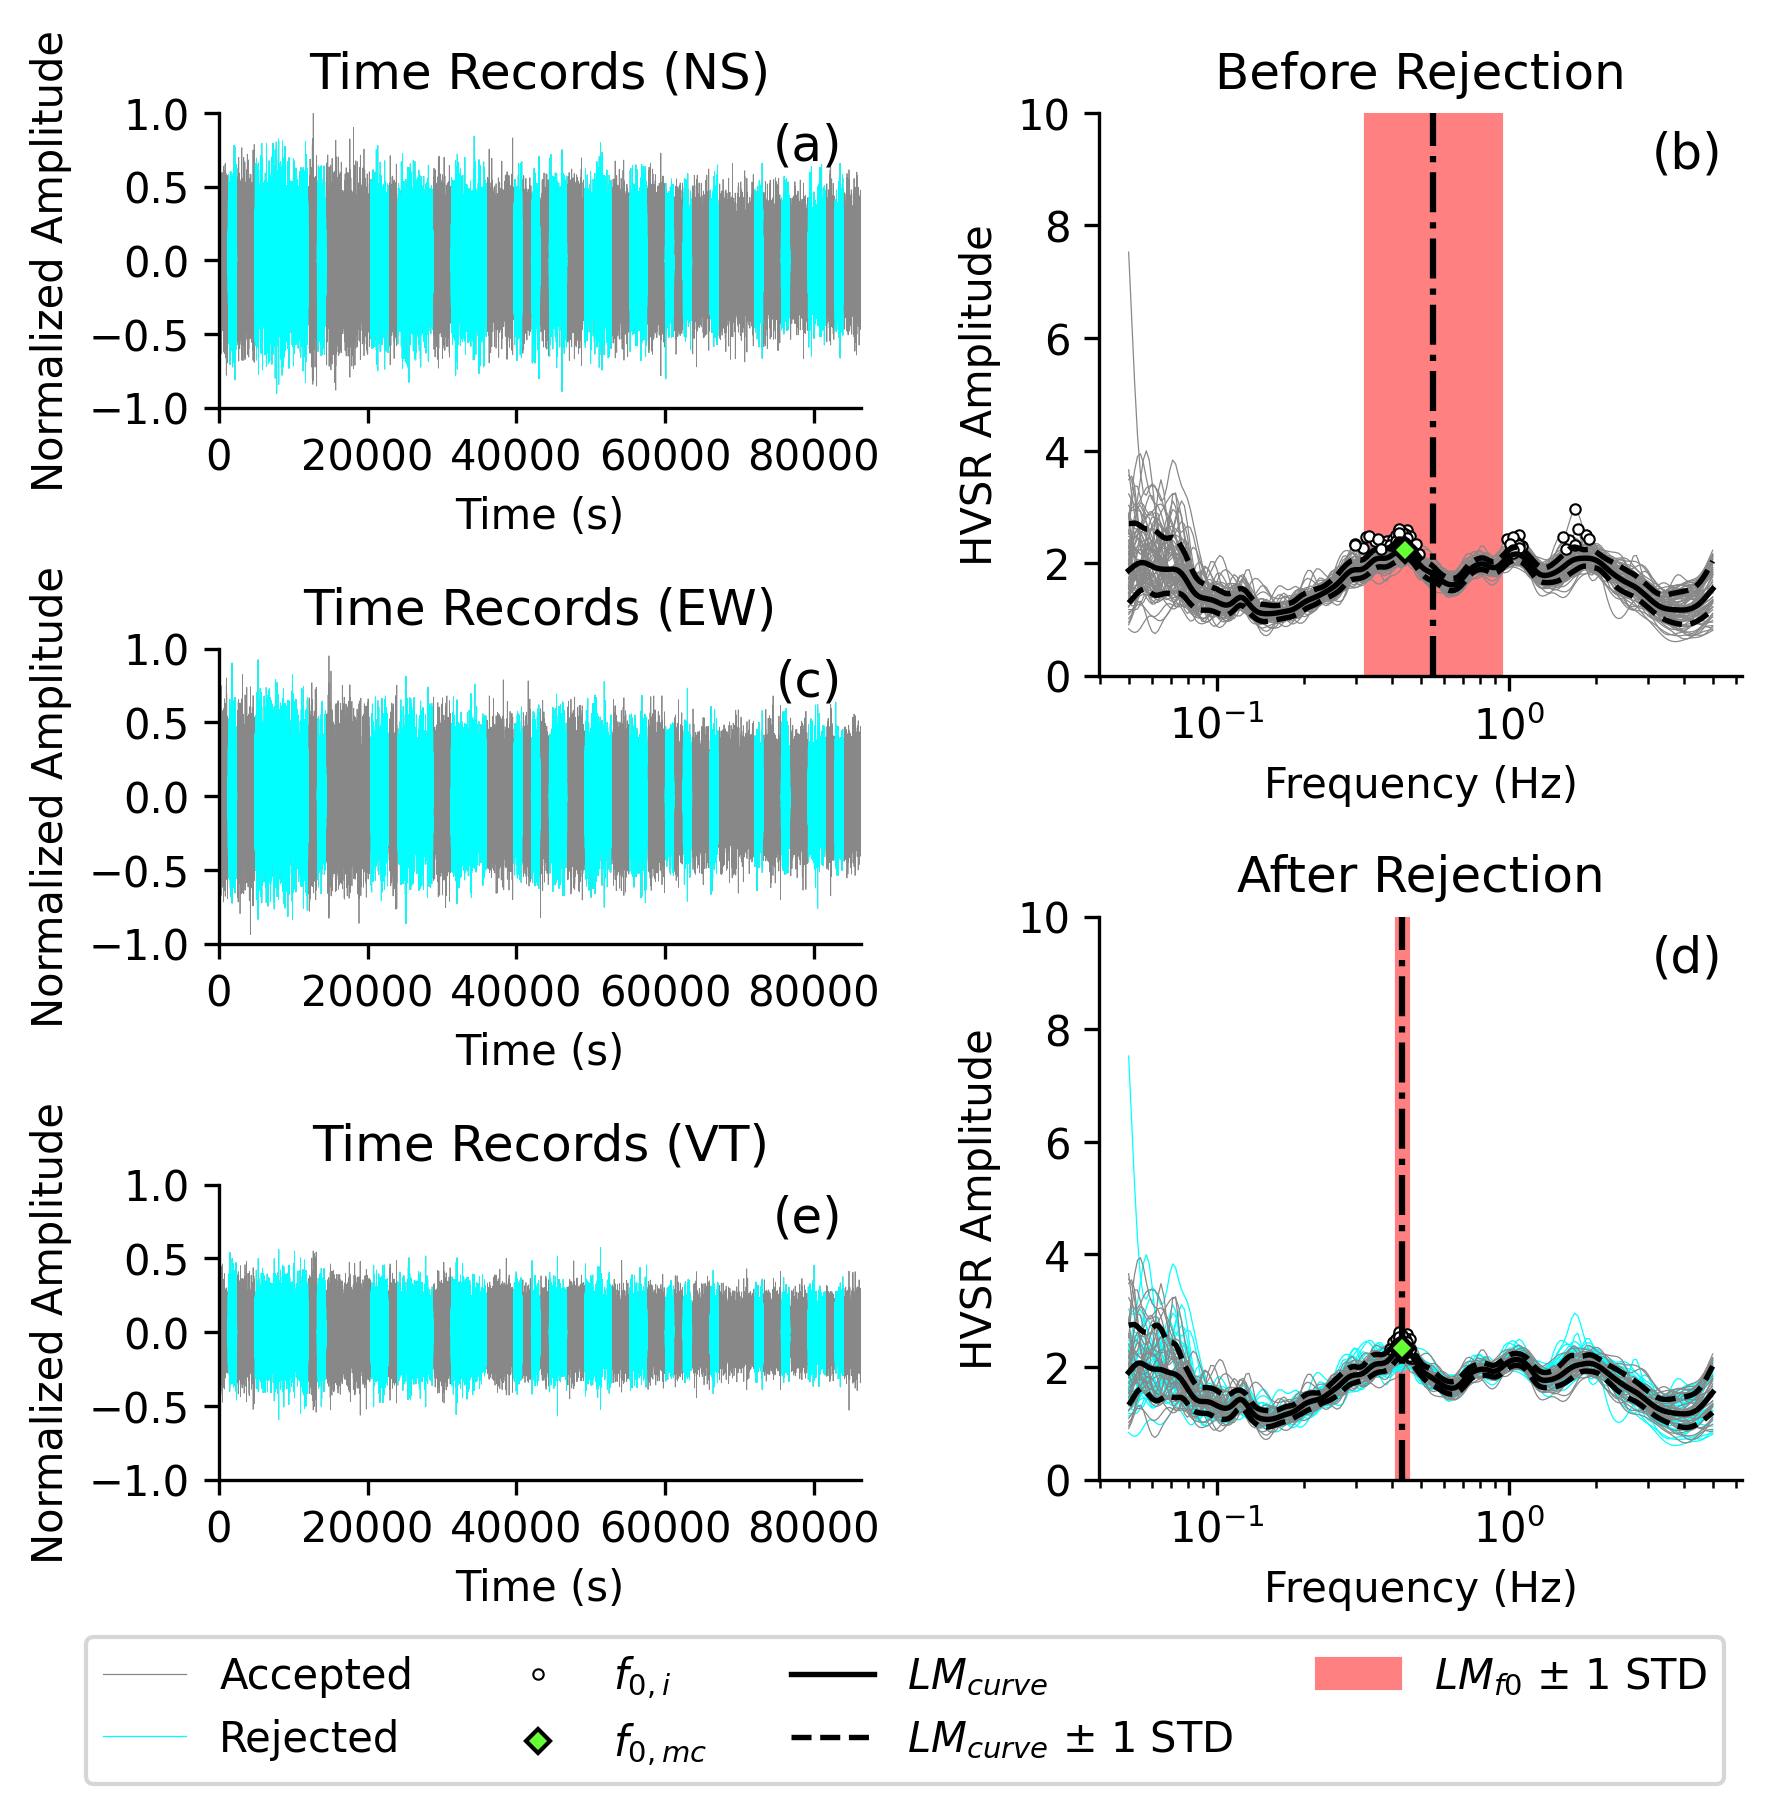 Time Records (NS)
(a)
Normalized Amplitude
1.0
0.5
0.0
−0.5
−1.0
0 20000 40000 60000 80000
Time (s)
Before Rejection
(b)
HVSR Amplitude
10
8
6
4
2
0
10⁻¹ 10⁰
Frequency (Hz)
Time Records (EW)
(c)
Normalized Amplitude
1.0
0.5
0.0
−0.5
−1.0
0 20000 40000 60000 80000
Time (s)
After Rejection
(d)
HVSR Amplitude
10
8
6
4
2
0
10⁻¹ 10⁰
Frequency (Hz)
Time Records (VT)
(e)
Normalized Amplitude
1.0
0.5
0.0
−0.5
−1.0
0 20000 40000 60000 80000
Time (s)
Accepted
Rejected
f0,i
f0,mc
LMcurve
LMcurve ± 1 STD
LMf0 ± 1 STD